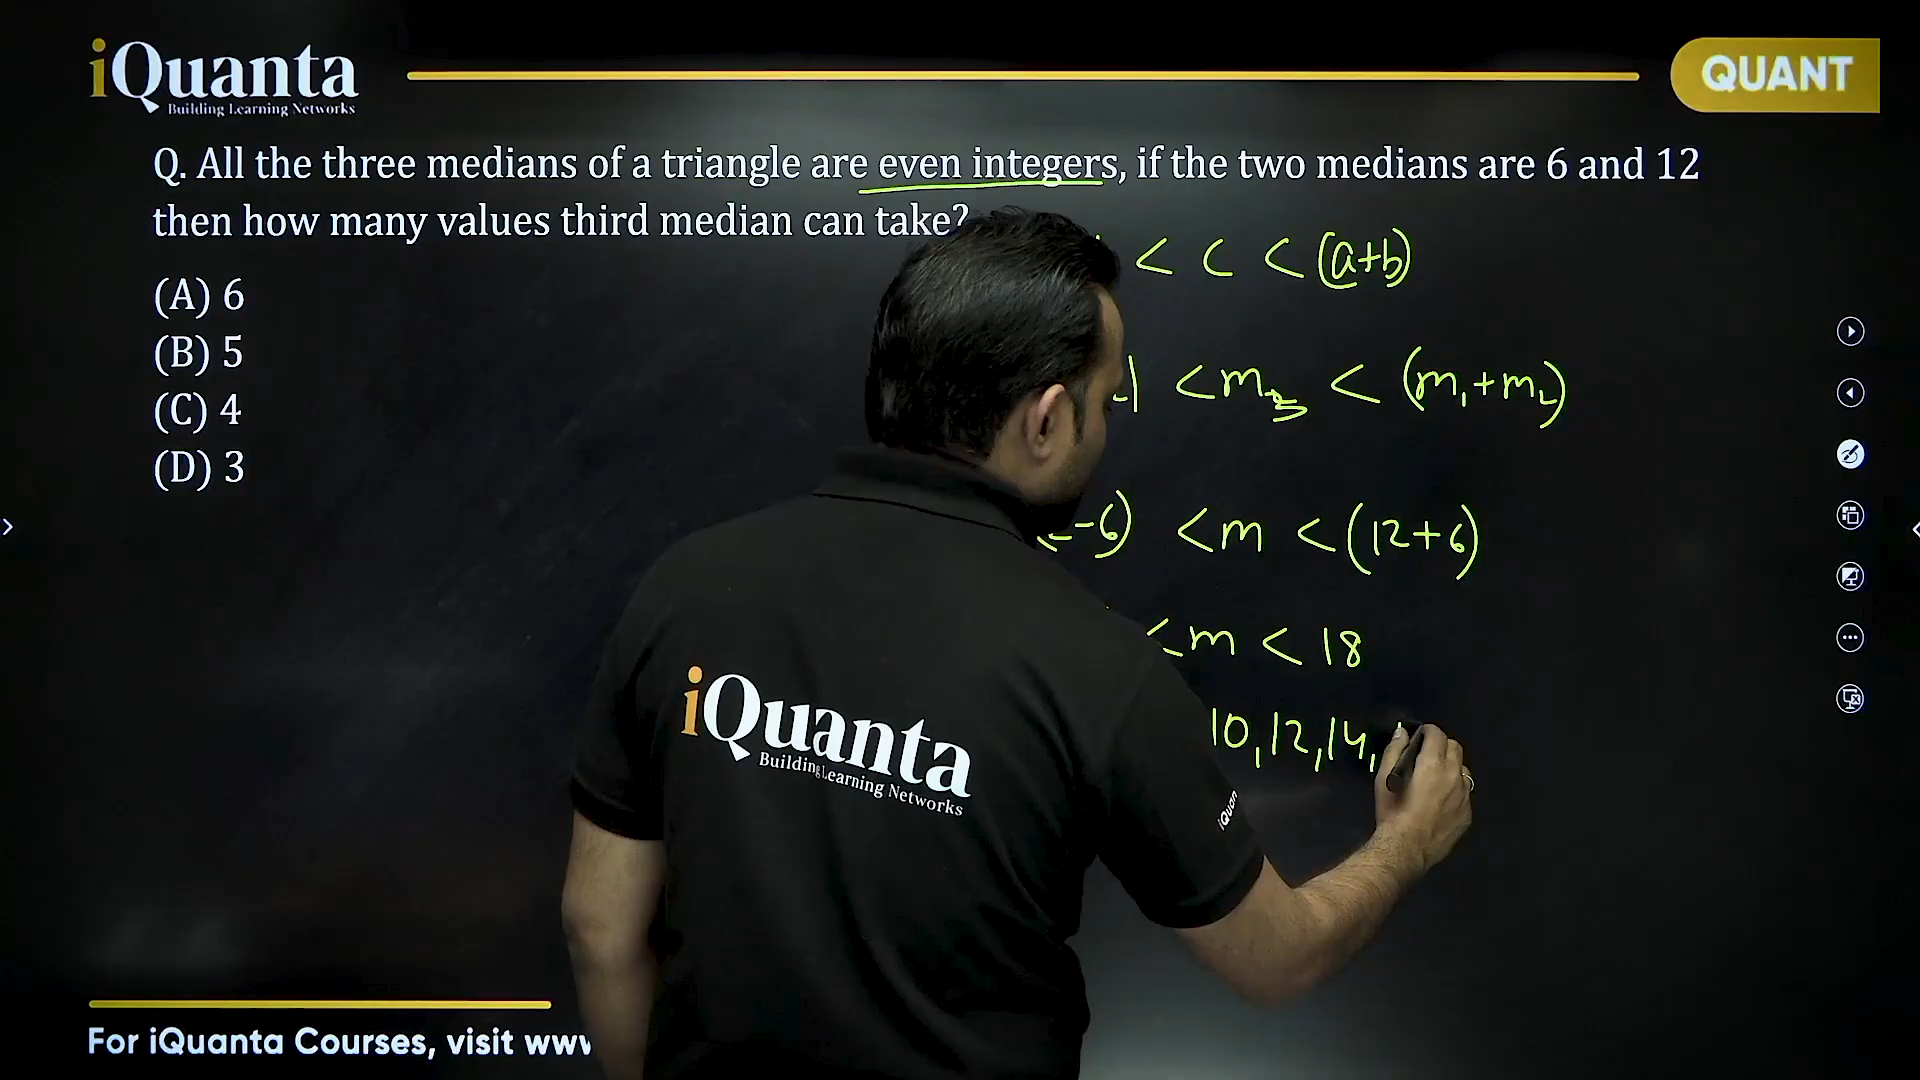 iQuanta
Building Learning Networks
QUANT
Q. All the three medians of a triangle are even integers, if the two medians are 6 and 12
then how many values third median can take?
(A) 6
(B) 5
(C) 4
(D) 3
< c < (a+b)
< m3 < (m1+m2)
-6) < m < (12+6)
< m < 18
10, 12, 14,
iQuanta
Building Learning Networks
iQuan
For iQuanta Courses, visit www